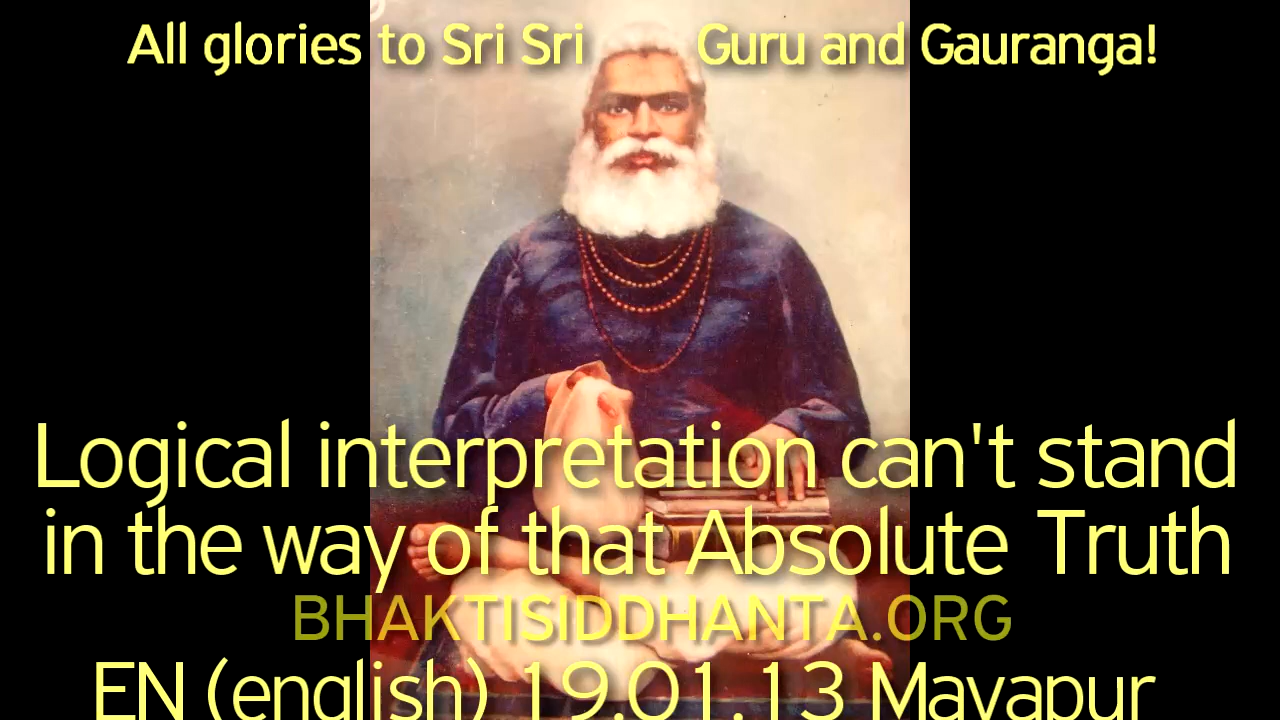 All glories to Sri Sri Guru and Gauranga!
Logical interpretation can't stand
in the way of that Absolute Truth
BHAKTISIDDHANTA.ORG
EN (english) 19.01.13 Mayapur